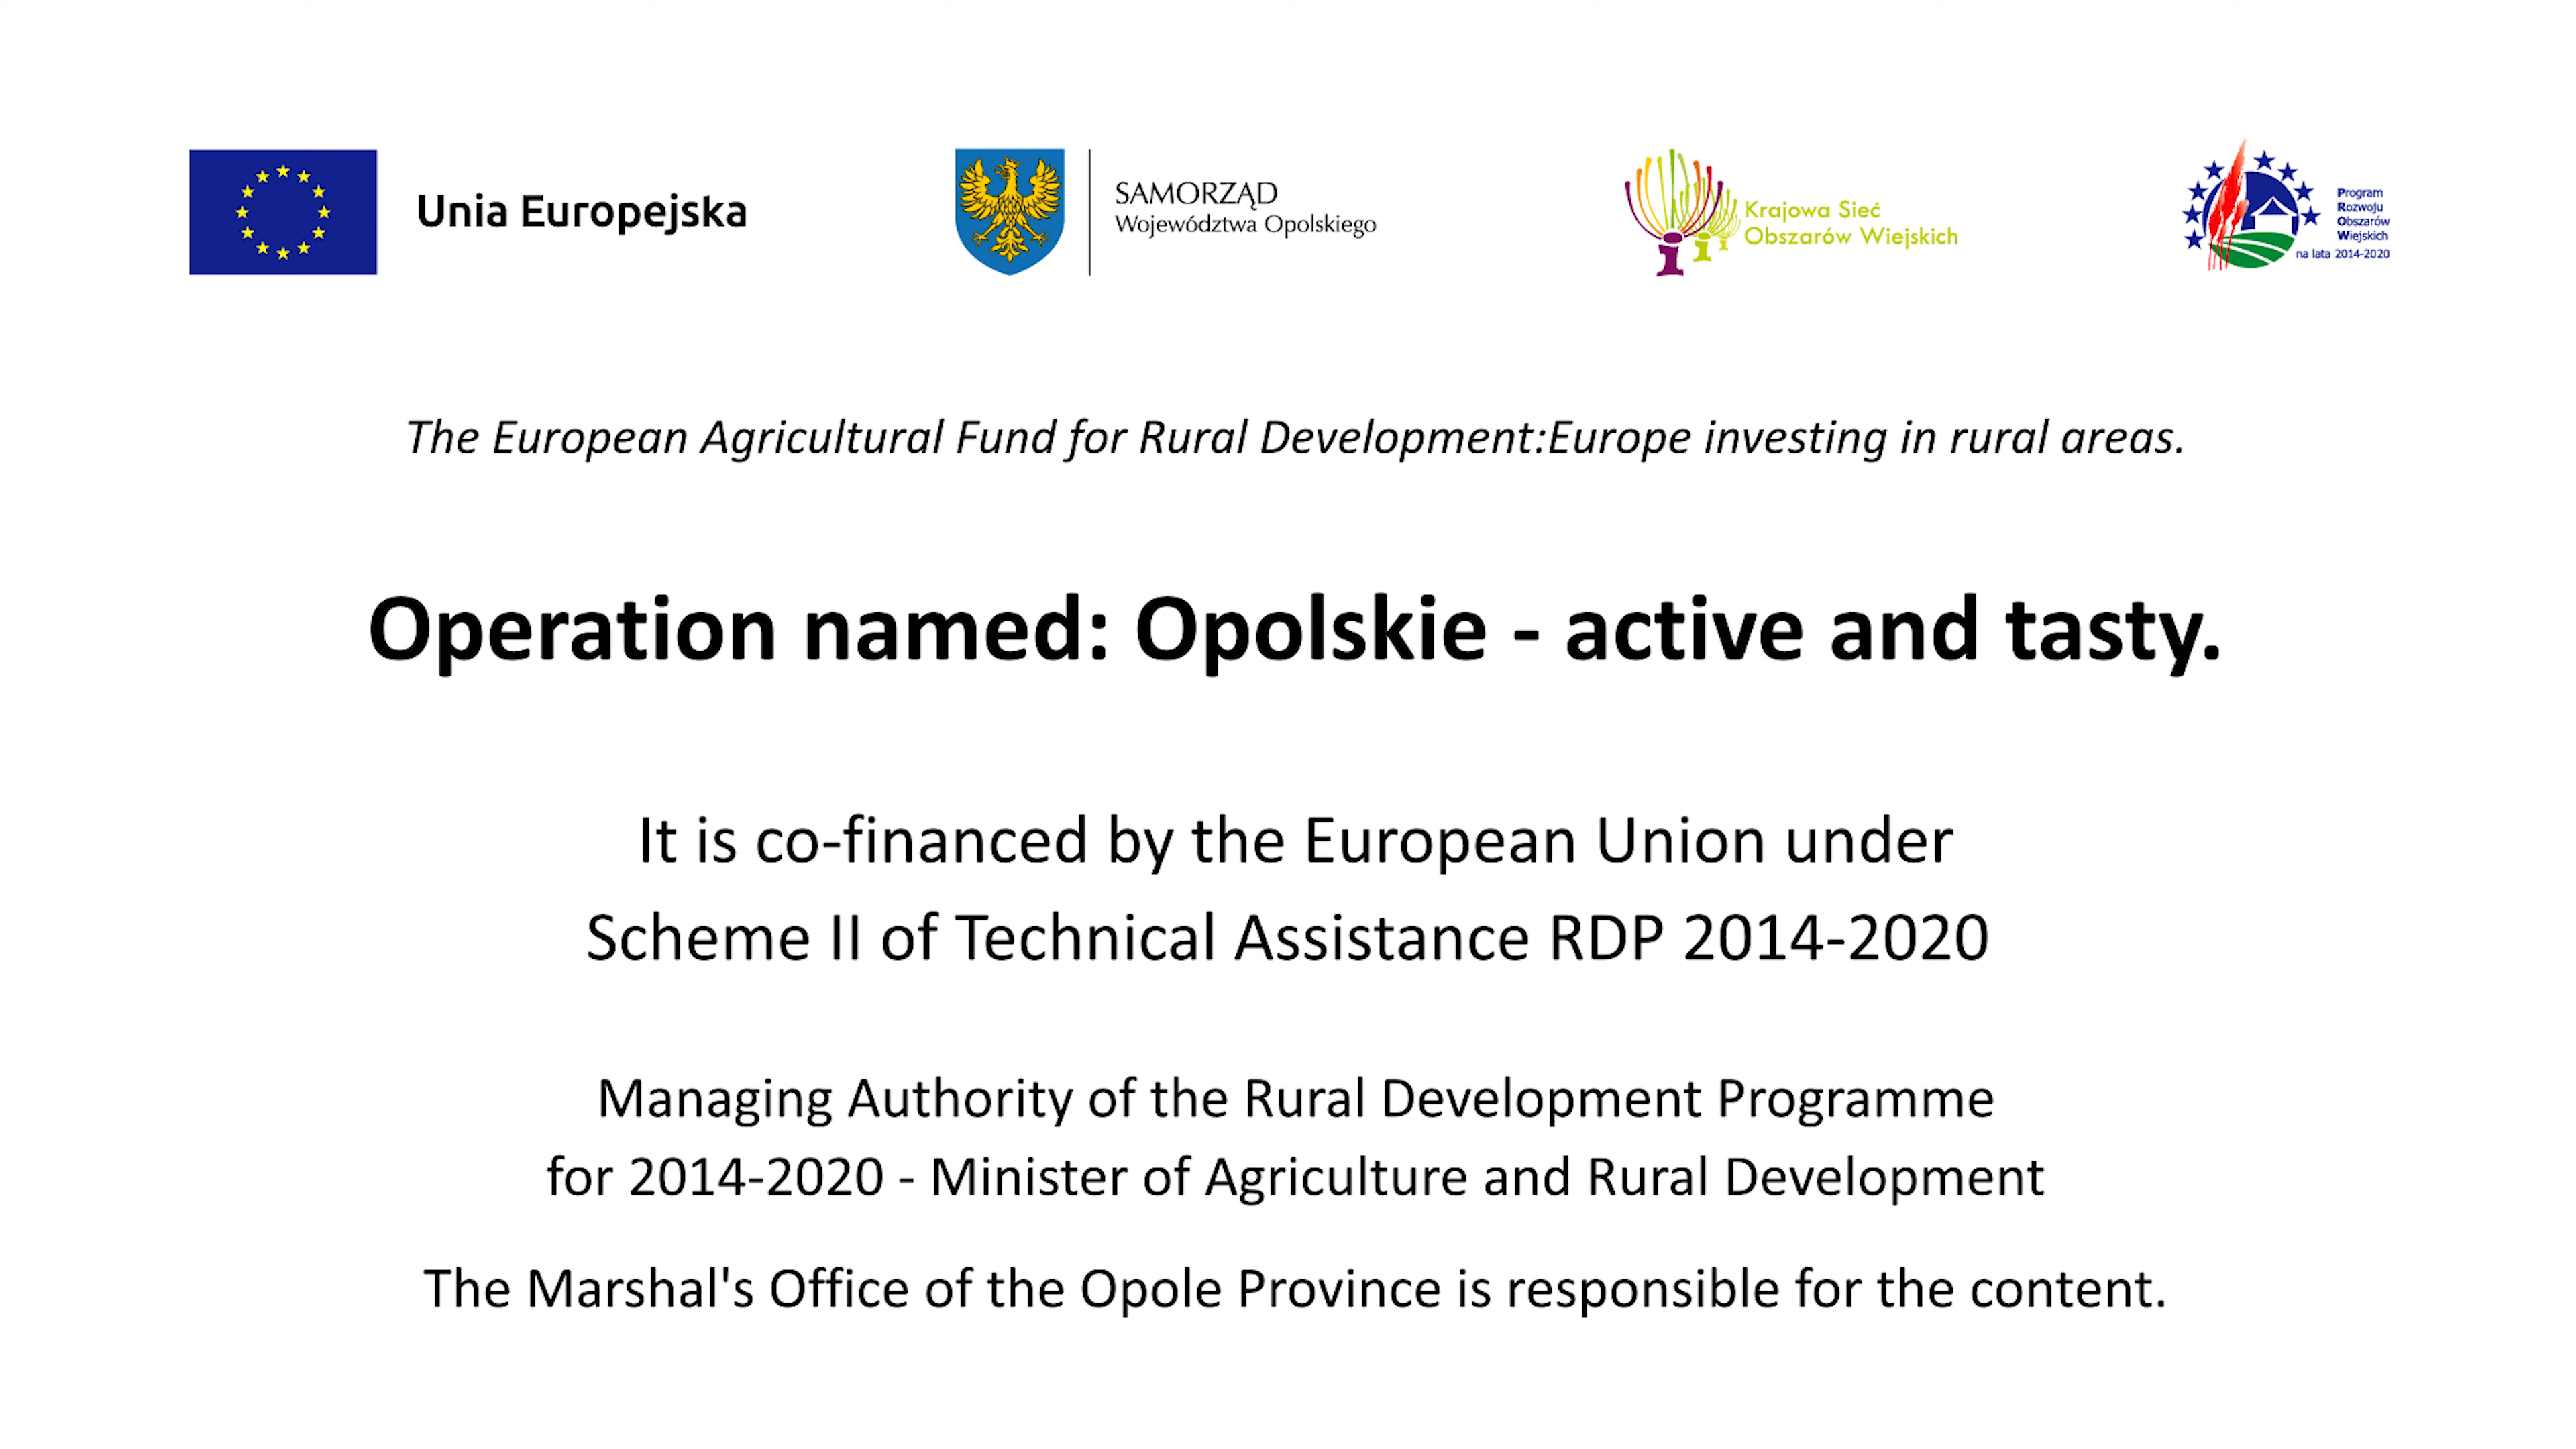 Unia Europejska
SAMORZĄD
Województwa Opolskiego
Krajowa Sieć
Obszarów Wiejskich
Program
Rozwoju
Obszarów
Wiejskich
na lata 2014-2020
The European Agricultural Fund for Rural Development:Europe investing in rural areas.
Operation named: Opolskie - active and tasty.
It is co-financed by the European Union under
Scheme II of Technical Assistance RDP 2014-2020
Managing Authority of the Rural Development Programme
for 2014-2020 - Minister of Agriculture and Rural Development
The Marshal's Office of the Opole Province is responsible for the content.